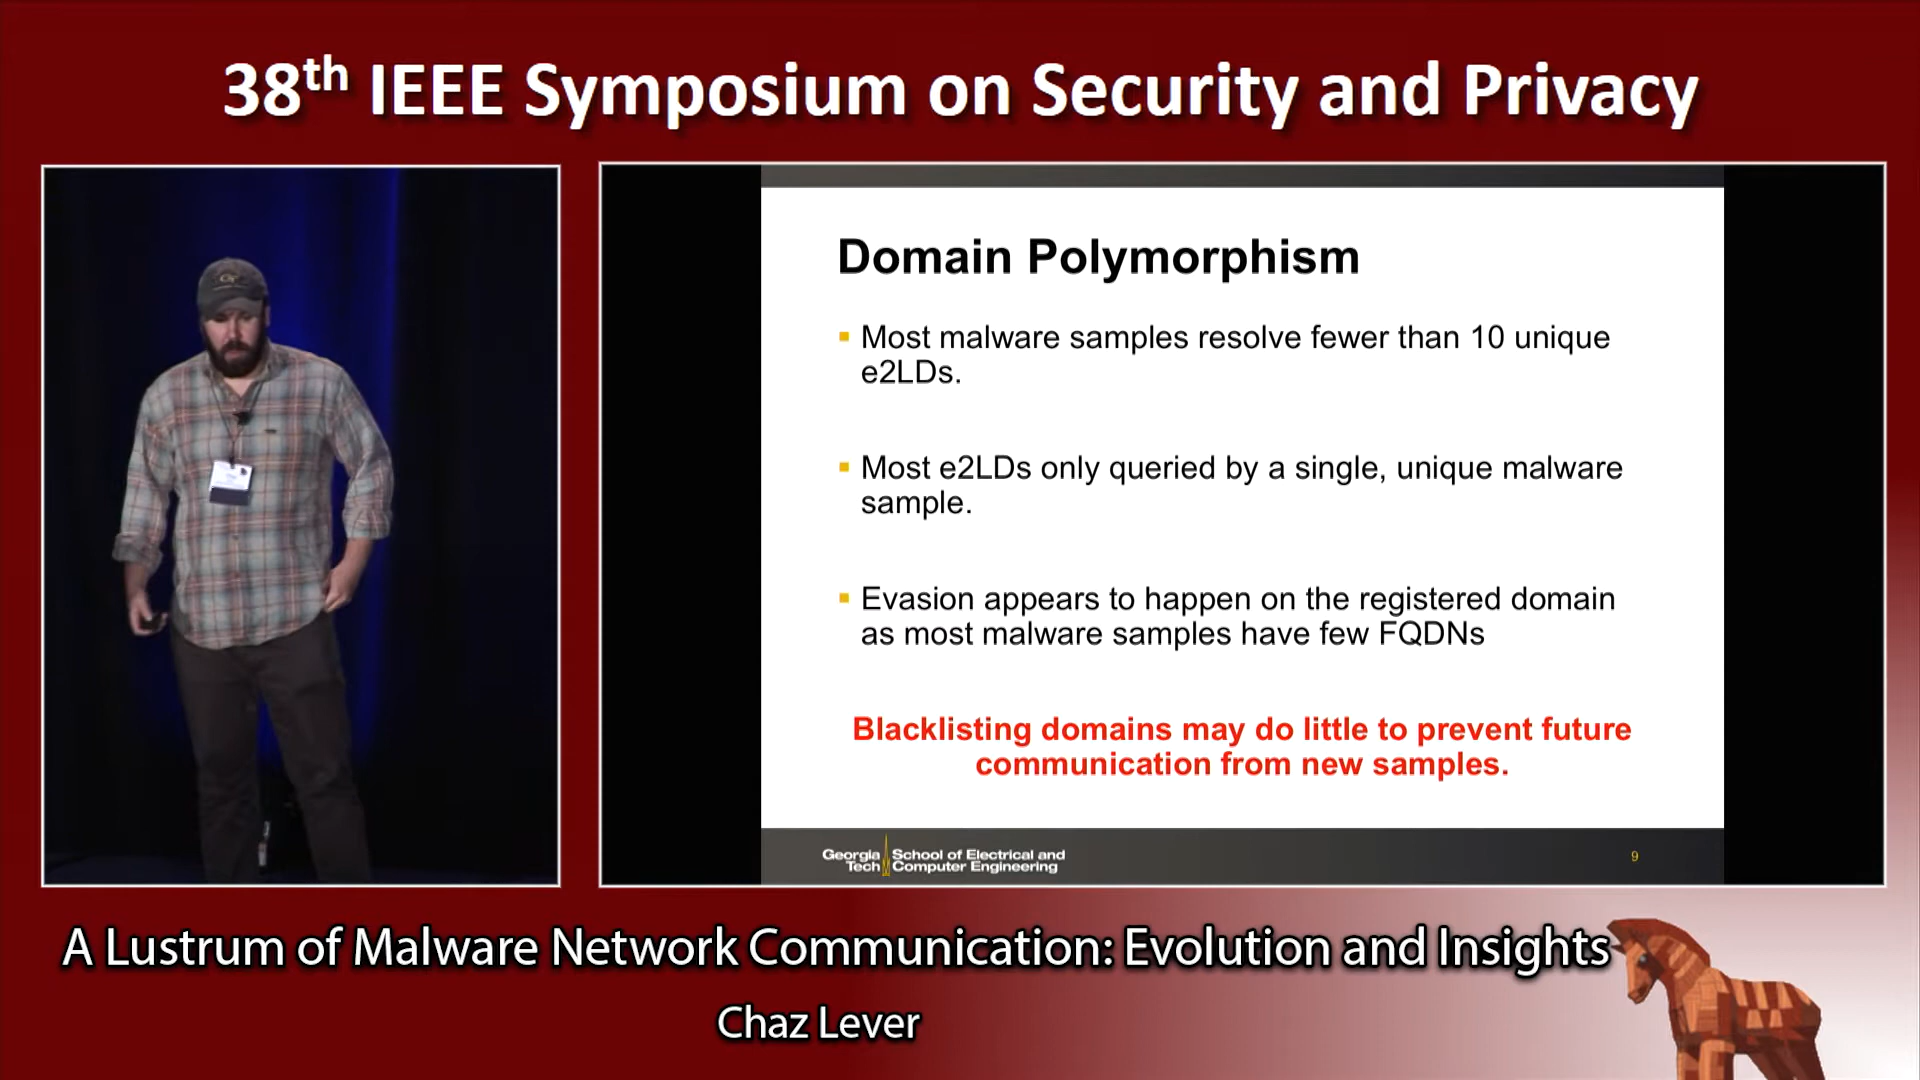 38th IEEE Symposium on Security and Privacy
Domain Polymorphism
Most malware samples resolve fewer than 10 unique
e2LDs.
Most e2LDs only queried by a single, unique malware
sample.
Evasion appears to happen on the registered domain
as most malware samples have few FQDNs
Blacklisting domains may do little to prevent future
communication from new samples.
Georgia Tech School of Electrical and
Computer Engineering
9
A Lustrum of Malware Network Communication: Evolution and Insights
Chaz Lever